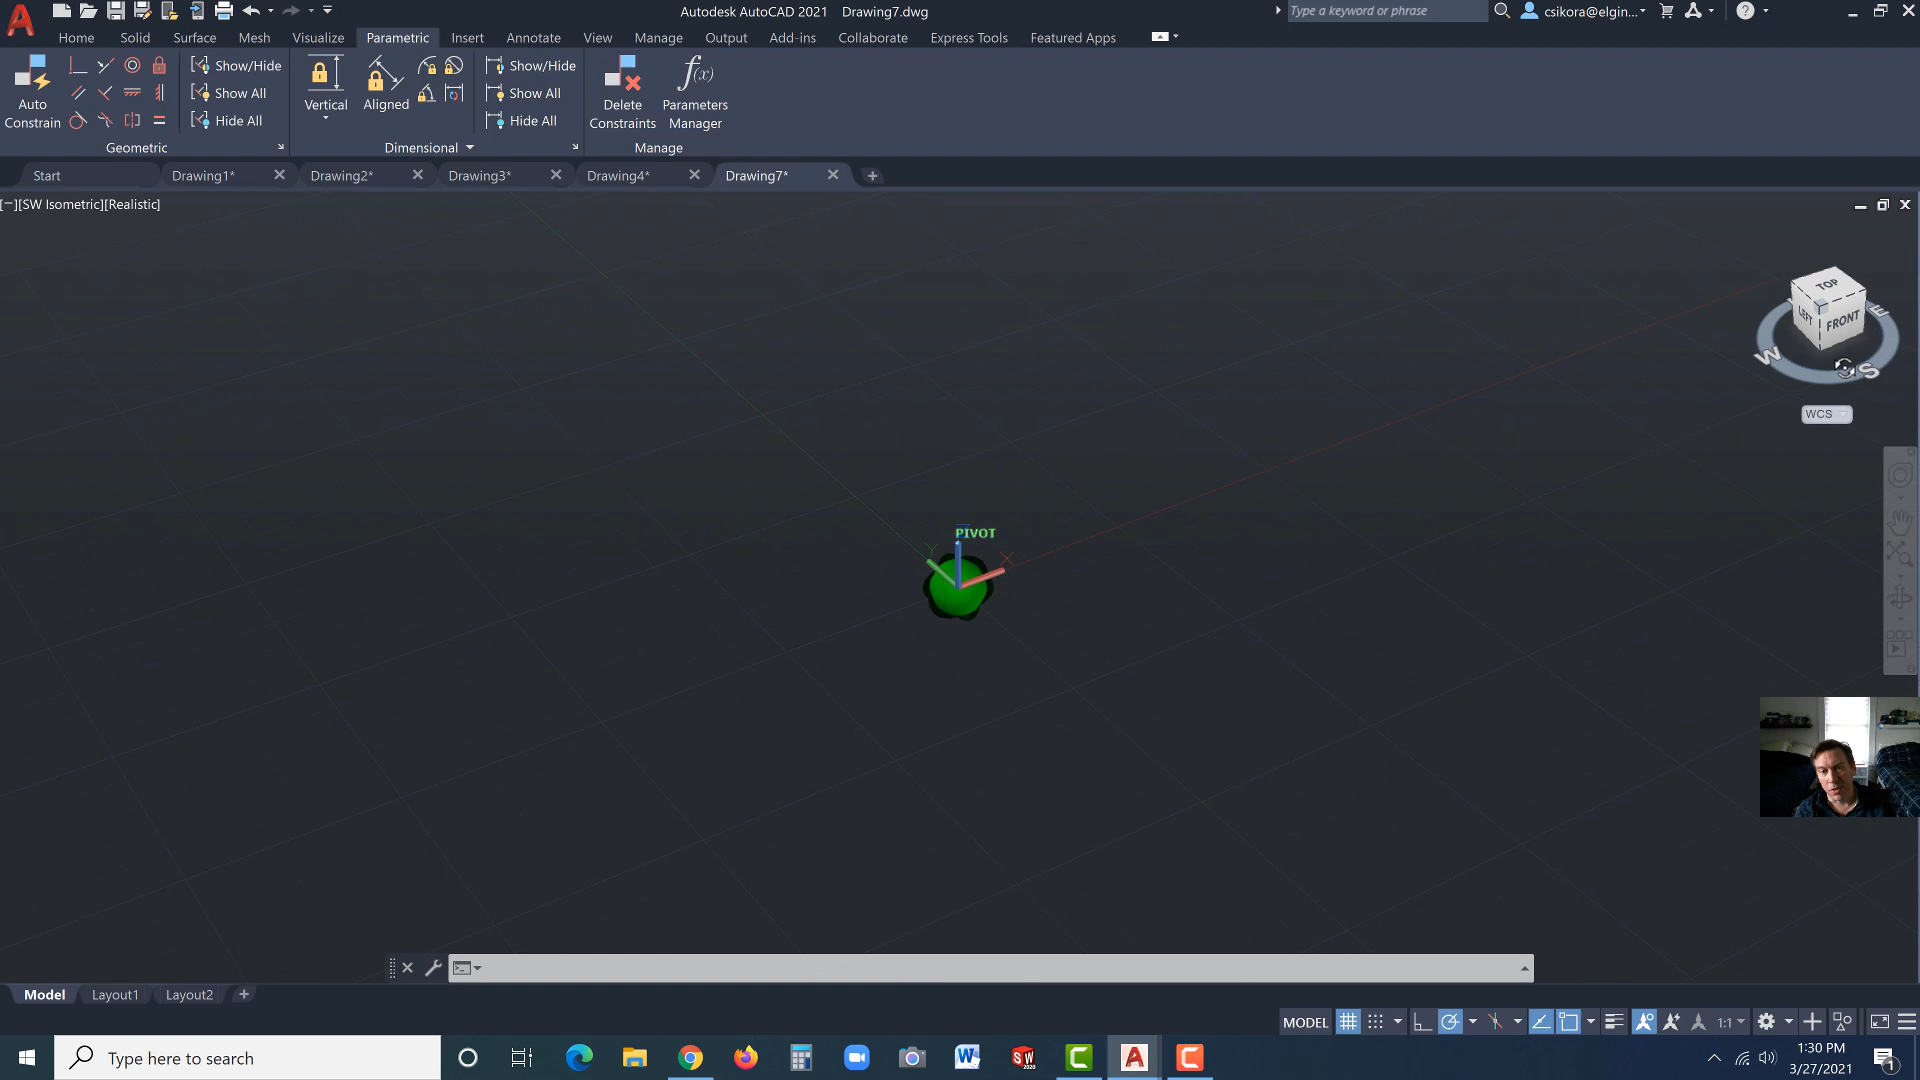 Autodesk AutoCAD 2021 Drawing7.dwg
Type a keyword or phrase
csikora@elgin...
Home Solid Surface Mesh Visualize Parametric Insert Annotate View Manage Output Add-ins Collaborate Express Tools Featured Apps
Auto
Constrain
Show/Hide
Show All
Hide All
Geometric
Vertical
Aligned
Show/Hide
Show All
Hide All
Dimensional
Delete
Constraints
Parameters
Manager
Manage
Start Drawing1* Drawing2* Drawing3* Drawing4* Drawing7*
[−][SW Isometric][Realistic]
TOP
LEFT
FRONT
E
W
S
WCS
PIVOT
Y
X
Model Layout1 Layout2
MODEL 1:1
Type here to search
1:30 PM
3/27/2021
1